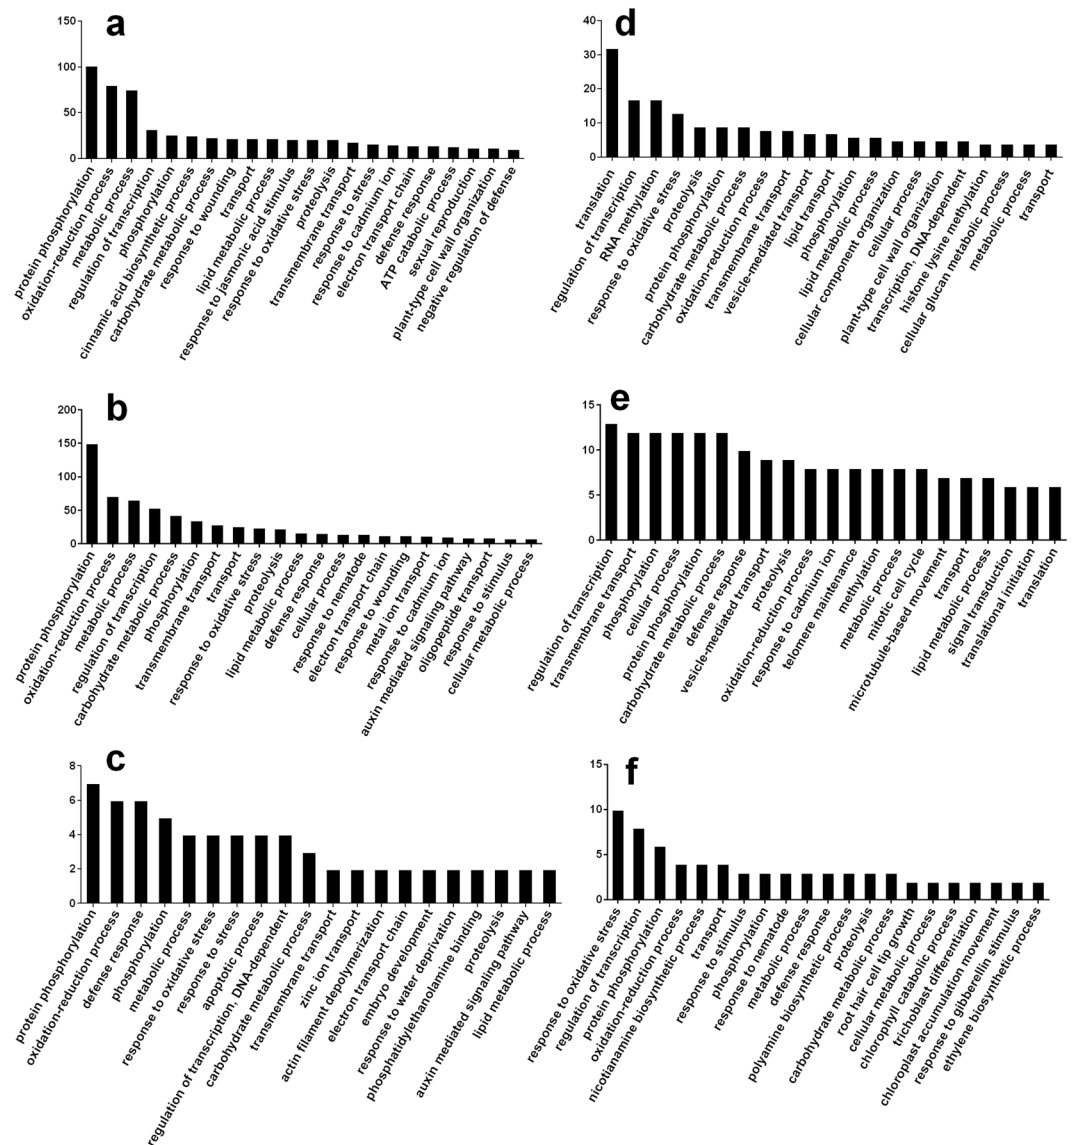 a
150
100
50
0
protein phosphorylation
oxidation-reduction process
metabolic process
regulation of transcription
phosphorylation
cinnamic acid biosynthetic process
carbohydrate metabolic process
response to wounding
transport
lipid metabolic process
response to jasmonic acid stimulus
response to oxidative stress
proteolysis
transmembrane transport
response to stress
response to cadmium ion
electron transport chain
defense response
ATP catabolic process
sexual reproduction
plant-type cell wall organization
negative regulation of defense
d
40
30
20
10
0
translation
regulation of transcription
RNA methylation
response to oxidative stress
proteolysis
protein phosphorylation
carbohydrate metabolic process
oxidation-reduction process
transmembrane transport
vesicle-mediated transport
lipid transport
phosphorylation
lipid metabolic process
cellular component organization
cellular process
plant-type cell wall organization
transcription, DNA-dependent
histone lysine methylation
cellular glucan metabolic process
metabolic process
transport
b
200
150
100
50
0
protein phosphorylation
oxidation-reduction process
metabolic process
regulation of transcription
carbohydrate metabolic process
phosphorylation
transmembrane transport
transport
response to oxidative stress
proteolysis
lipid metabolic process
defense response
cellular process
response to nematode
electron transport chain
response to wounding
metal ion transport
response to cadmium ion
auxin mediated signaling pathway
oligopeptide transport
response to stimulus
cellular metabolic process
e
15
10
5
0
regulation of transcription
transmembrane transport
phosphorylation
cellular process
protein phosphorylation
carbohydrate metabolic process
defense response
vesicle-mediated transport
proteolysis
oxidation-reduction process
response to cadmium ion
telomere maintenance
methylation
metabolic process
mitotic cell cycle
microtubule-based movement
transport
lipid metabolic process
signal transduction
translational initiation
translation
c
8
6
4
2
0
protein phosphorylation
oxidation-reduction process
defense response
phosphorylation
metabolic process
response to oxidative stress
response to stress
apoptotic process
regulation of transcription, DNA-dependent
carbohydrate metabolic process
transmembrane transport
zinc ion transport
actin filament depolymerization
electron transport chain
embryo development
response to water deprivation
phosphatidylethanolamine binding
proteolysis
auxin mediated signaling pathway
lipid metabolic process
f
15
10
5
0
response to oxidative stress
regulation of transcription
protein phosphorylation
oxidation-reduction process
nicotianamine biosynthetic process
transport
response to stimulus
phosphorylation
response to nematode
metabolic process
defense response
polyamine biosynthetic process
proteolysis
carbohydrate metabolic process
root hair cell tip growth
cellular metabolic process
chlorophyll catabolic process
trichoblast differentiation
chloroplast accumulation movement
response to gibberellin stimulus
ethylene biosynthetic process